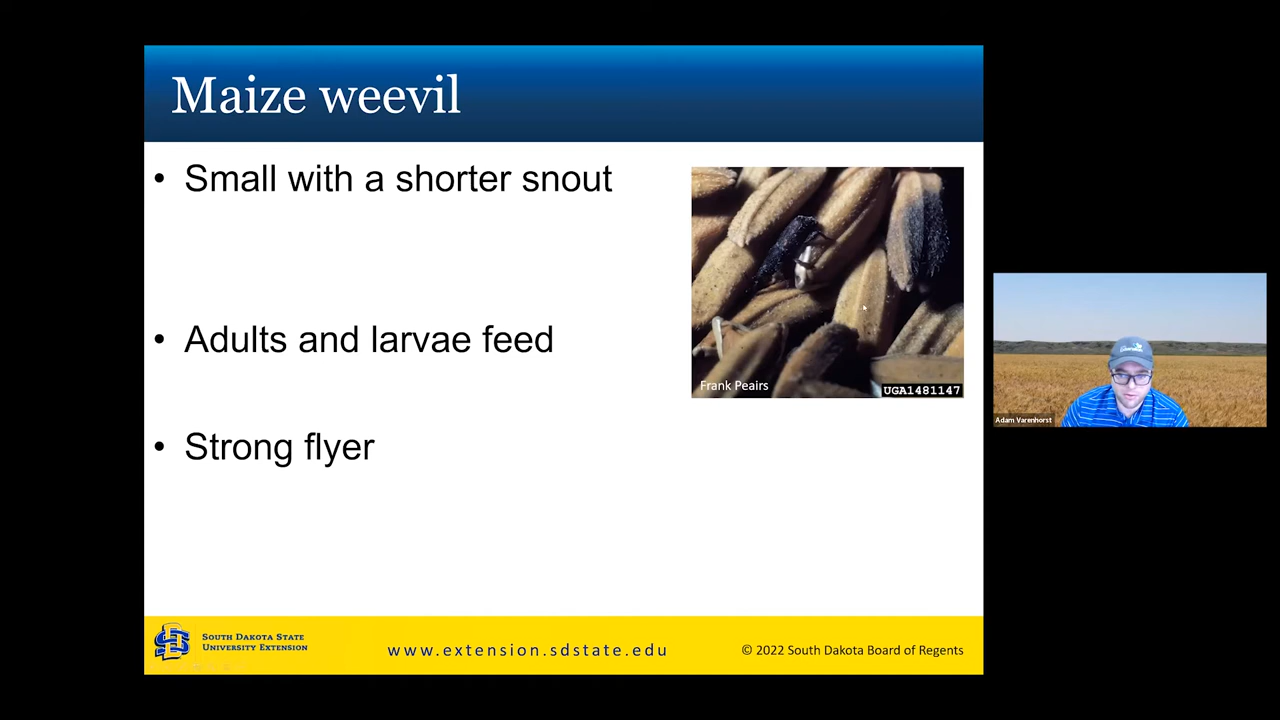 Maize weevil
• Small with a shorter snout
• Adults and larvae feed
• Strong flyer
Frank Peairs
UGA1481147
Adam Varenhorst
SOUTH DAKOTA STATE
UNIVERSITY EXTENSION
www.extension.sdstate.edu
© 2022 South Dakota Board of Regents